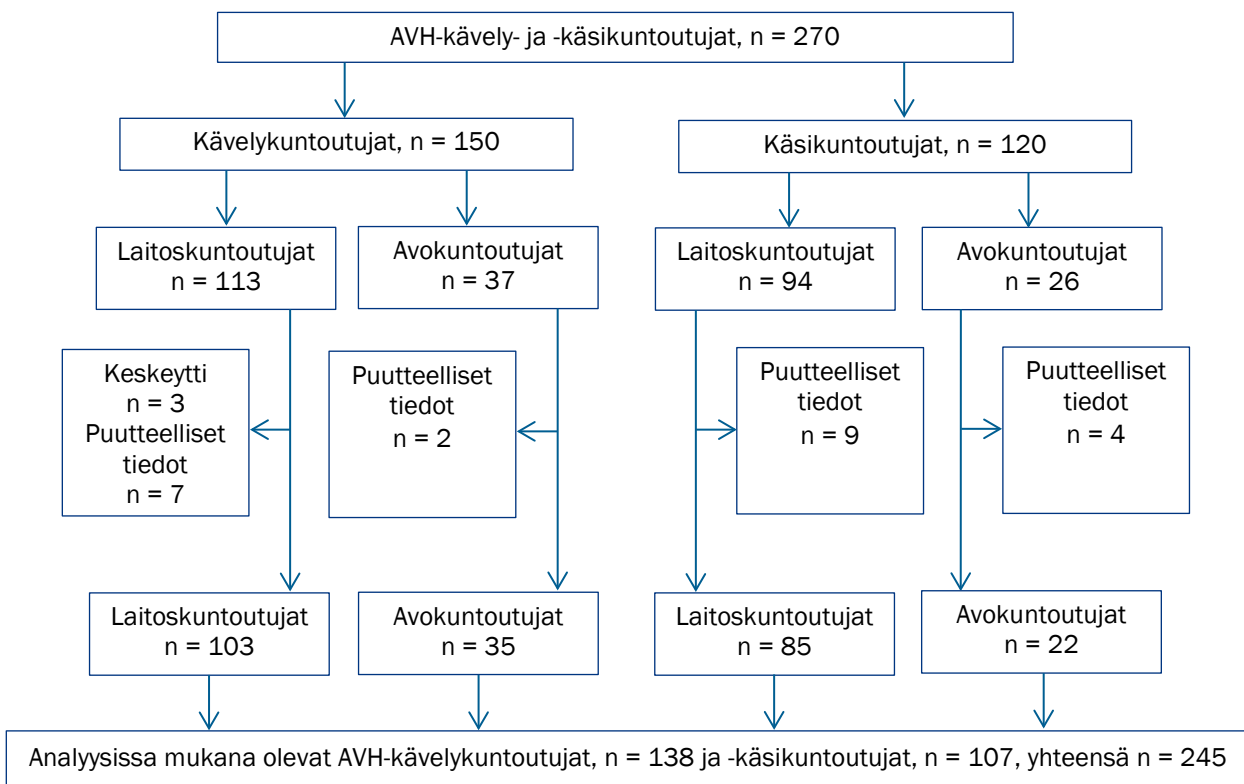 AVH-kävely- ja -käsikuntoutujat, n = 270
Kävelykuntoutujat, n = 150
Käsikuntoutujat, n = 120
Laitoskuntoutujat
n = 113
Avokuntoutujat
n = 37
Laitoskuntoutujat
n = 94
Avokuntoutujat
n = 26
Keskeytti
n = 3
Puutteelliset
tiedot
n = 7
Puutteelliset
tiedot
n = 2
Puutteelliset
tiedot
n = 9
Puutteelliset
tiedot
n = 4
Laitoskuntoutujat
n = 103
Avokuntoutujat
n = 35
Laitoskuntoutujat
n = 85
Avokuntoutujat
n = 22
Analyysissa mukana olevat AVH-kävelykuntoutujat, n = 138 ja -käsikuntoutujat, n = 107, yhteensä n = 245